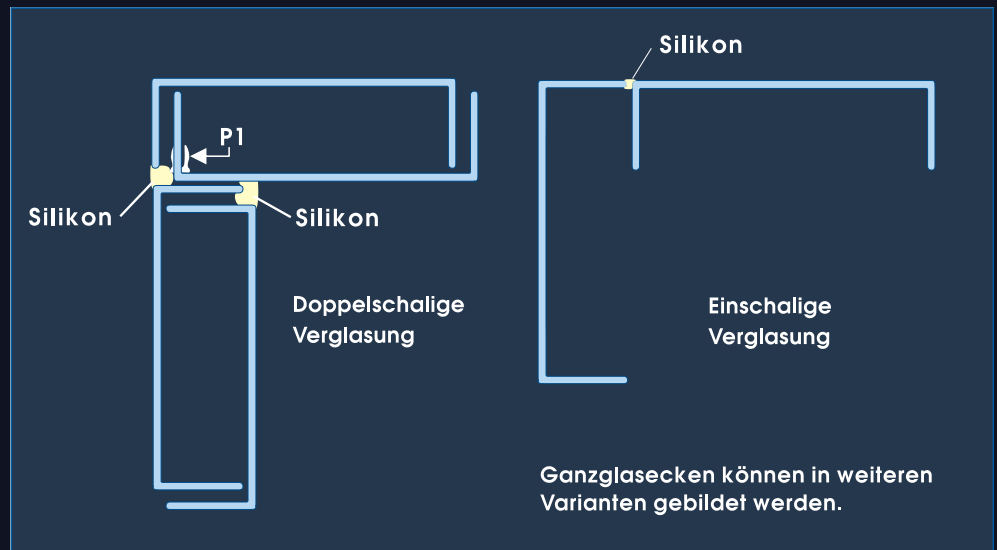 Silikon
P1
Silikon
Silikon
Doppelschalige
Verglasung
Einschalige
Verglasung
Ganzglasecken können in weiteren
Varianten gebildet werden.